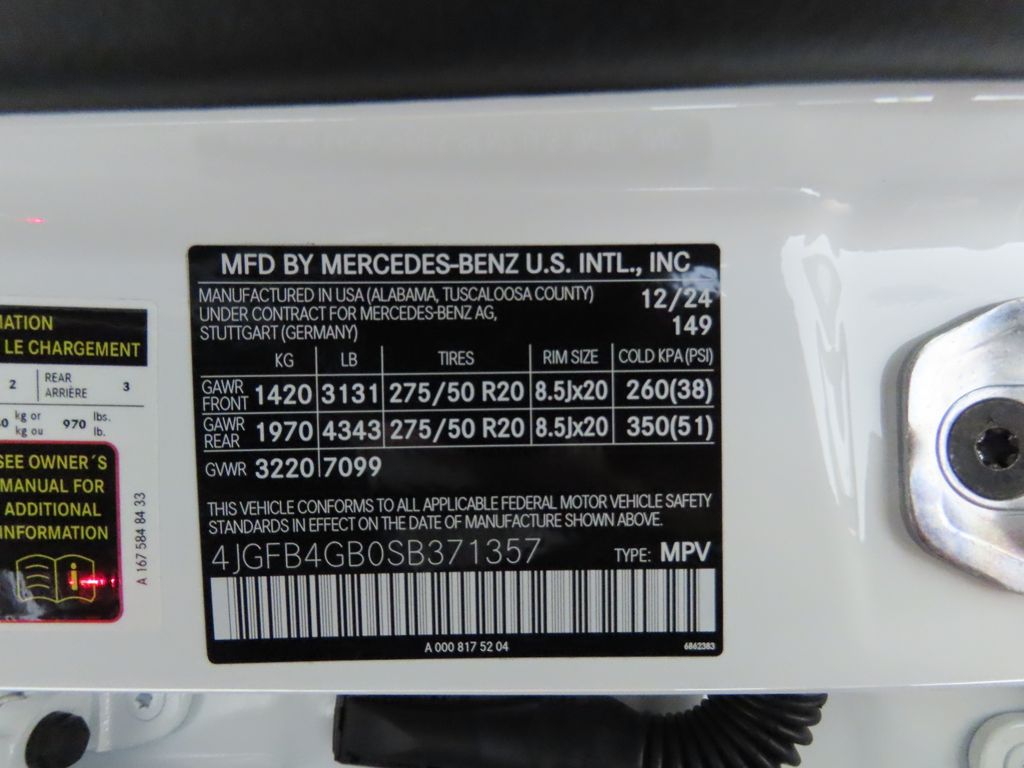 MFD BY MERCEDES-BENZ U.S. INTL., INC
MANUFACTURED IN USA (ALABAMA, TUSCALOOSA COUNTY) 12/24
UNDER CONTRACT FOR MERCEDES-BENZ AG,
STUTTGART (GERMANY) 149
KG LB TIRES RIM SIZE COLD KPA (PSI)
GAWR FRONT 1420 3131 275/50 R20 8.5Jx20 260(38)
GAWR REAR 1970 4343 275/50 R20 8.5Jx20 350(51)
GVWR 3220 7099
THIS VEHICLE CONFORMS TO ALL APPLICABLE FEDERAL MOTOR VEHICLE SAFETY
STANDARDS IN EFFECT ON THE DATE OF MANUFACTURE SHOWN ABOVE.
4JGFB4GB0SB371357 TYPE: MPV
A 000 817 52 04 6862383
LE CHARGEMENT
2 REAR 3
ARRIÈRE
kg or 970 lbs.
kg ou lb.
SEE OWNER´S
MANUAL FOR
ADDITIONAL
INFORMATION
i
A 167 584 84 33